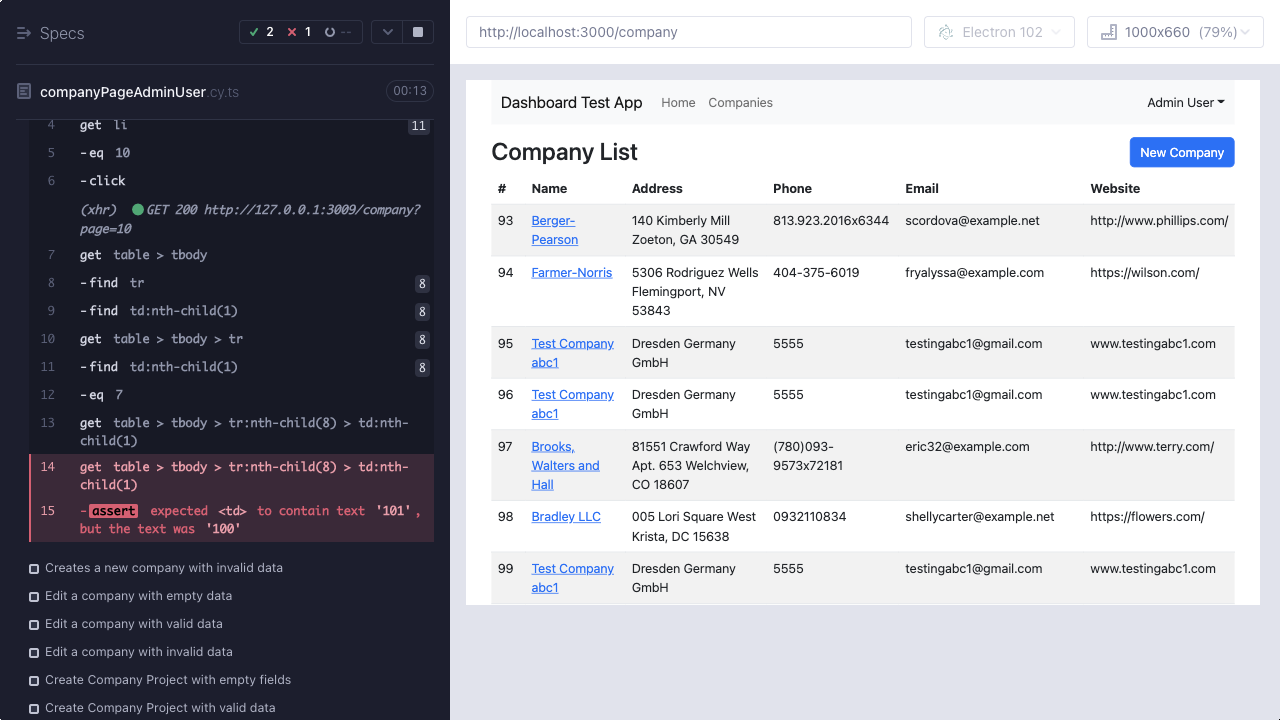 Specs
2
1
--
companyPageAdminUser.cy.ts
00:13
4 get li 11
5 -eq 10
6 -click
(xhr) GET 200 http://127.0.0.1:3009/company?
page=10
7 get table > tbody
8 -find tr 8
9 -find td:nth-child(1) 8
10 get table > tbody > tr 8
11 -find td:nth-child(1) 8
12 -eq 7
13 get table > tbody > tr:nth-child(8) > td:nth-
child(1)
14 get table > tbody > tr:nth-child(8) > td:nth-
child(1)
15 -assert expected <td> to contain text '101',
but the text was '100'
Creates a new company with invalid data
Edit a company with empty data
Edit a company with valid data
Edit a company with invalid data
Create Company Project with empty fields
Create Company Project with valid data
http://localhost:3000/company
Electron 102
1000x660 (79%)
Dashboard Test App Home Companies Admin User
Company List
New Company
# Name Address Phone Email Website
93 Berger- 140 Kimberly Mill 813.923.2016x6344 scordova@example.net http://www.phillips.com/
Pearson Zoeton, GA 30549
94 Farmer-Norris 5306 Rodriguez Wells 404-375-6019 fryalyssa@example.com https://wilson.com/
Flemingport, NV
53843
95 Test Company Dresden Germany 5555 testingabc1@gmail.com www.testingabc1.com
abc1 GmbH
96 Test Company Dresden Germany 5555 testingabc1@gmail.com www.testingabc1.com
abc1 GmbH
97 Brooks, 81551 Crawford Way (780)093- eric32@example.com http://www.terry.com/
Walters and Apt. 653 Welchview, 9573x72181
Hall CO 18607
98 Bradley LLC 005 Lori Square West 0932110834 shellycarter@example.net https://flowers.com/
Krista, DC 15638
99 Test Company Dresden Germany 5555 testingabc1@gmail.com www.testingabc1.com
abc1 GmbH